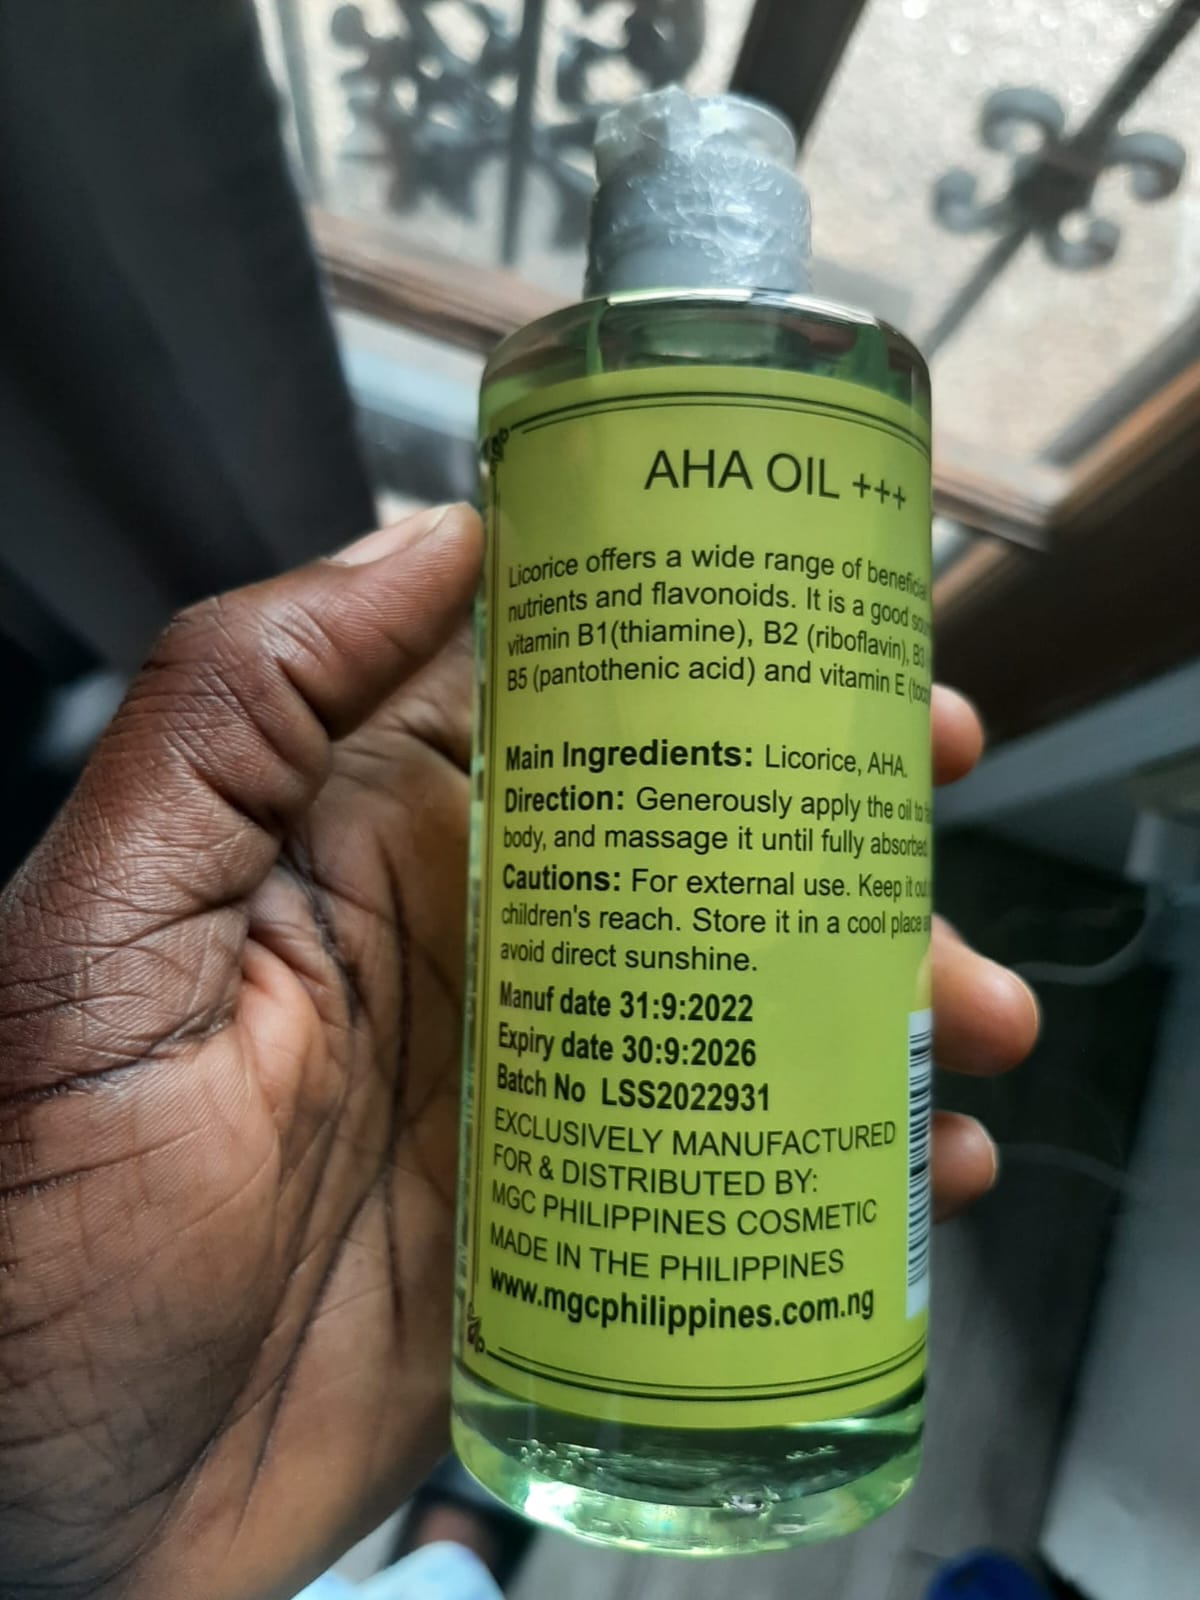 AHA OIL +++
Licorice offers a wide range of beneficial
nutrients and flavonoids. It is a good
vitamin B1(thiamine), B2 (riboflavin), B3
B5 (pantothenic acid) and vitamin E
Main Ingredients: Licorice, AHA.
Direction: Generously apply the oil to
body, and massage it until fully absorbed
Cautions: For external use. Keep it
children's reach. Store it in a cool place
avoid direct sunshine.
Manuf date 31:9:2022
Expiry date 30:9:2026
Batch No LSS2022931
EXCLUSIVELY MANUFACTURED
FOR & DISTRIBUTED BY:
MGC PHILIPPINES COSMETIC
MADE IN THE PHILIPPINES
www.mgcphilippines.com.ng